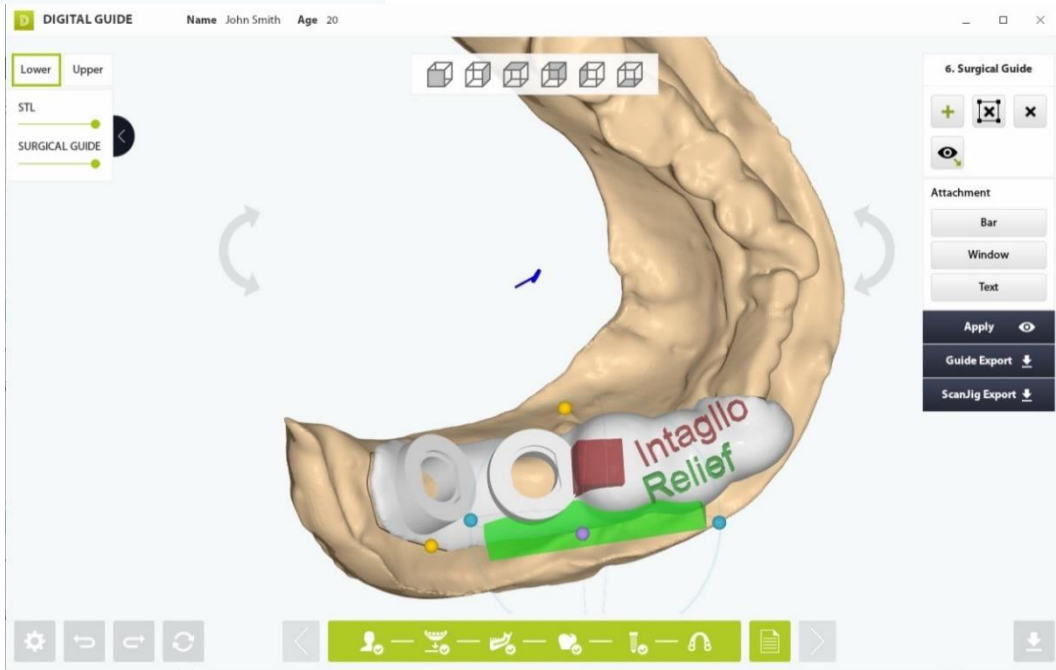 D DIGITAL GUIDE Name John Smith Age 20
Lower Upper
STL
SURGICAL GUIDE
6. Surgical Guide
Attachment
Bar
Window
Text
Apply
Guide Export
ScanJig Export
Intagllo
Relief